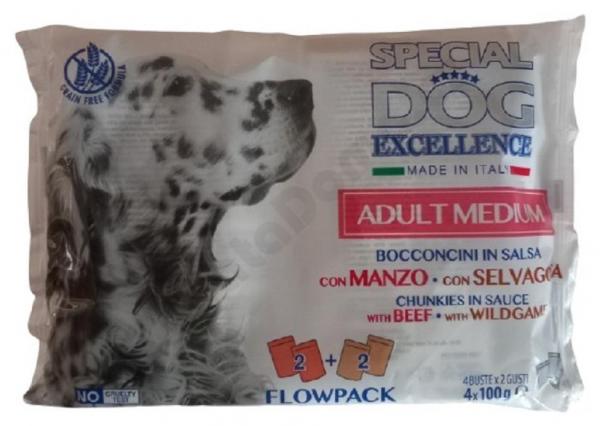 GRAIN FREE FORMULA
SPECIAL
DOG
EXCELLENCE
MADE IN ITALY
ADULT MEDIUM
BOCCONCINI IN SALSA
CON MANZO • CON SELVAGGINA
CHUNKIES IN SAUCE
WITH BEEF • WITH WILDGAME
2 + 2
FLOWPACK
4 BUSTE x 2 GUSTI
4x100g e
NO CRUELTY TEST